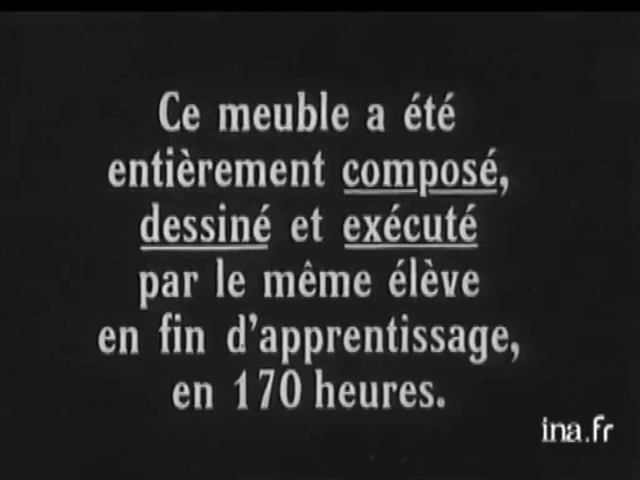 Ce meuble a été
entièrement composé,
dessiné et exécuté
par le même élève
en fin d'apprentissage,
en 170 heures.
ina.fr